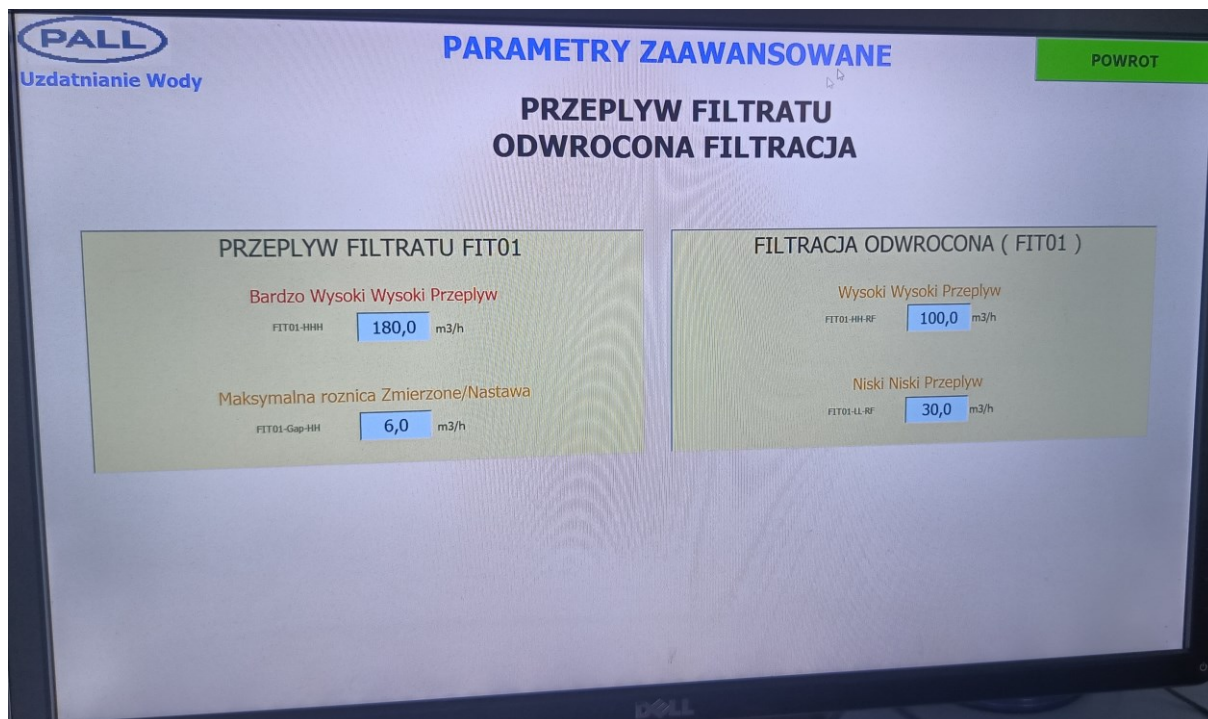 PALL
Uzdatnianie Wody
PARAMETRY ZAAWANSOWANE
POWROT
PRZEPLYW FILTRATU
ODWROCONA FILTRACJA
PRZEPLYW FILTRATU FIT01
Bardzo Wysoki Wysoki Przeplyw
FIT01-HHH 180,0 m3/h
Maksymalna roznica Zmierzone/Nastawa
FIT01-Gap-HH 6,0 m3/h
FILTRACJA ODWROCONA ( FIT01 )
Wysoki Wysoki Przeplyw
FIT01-HH-RF 100,0 m3/h
Niski Niski Przeplyw
FIT01-LL-RF 30,0 m3/h
DELL